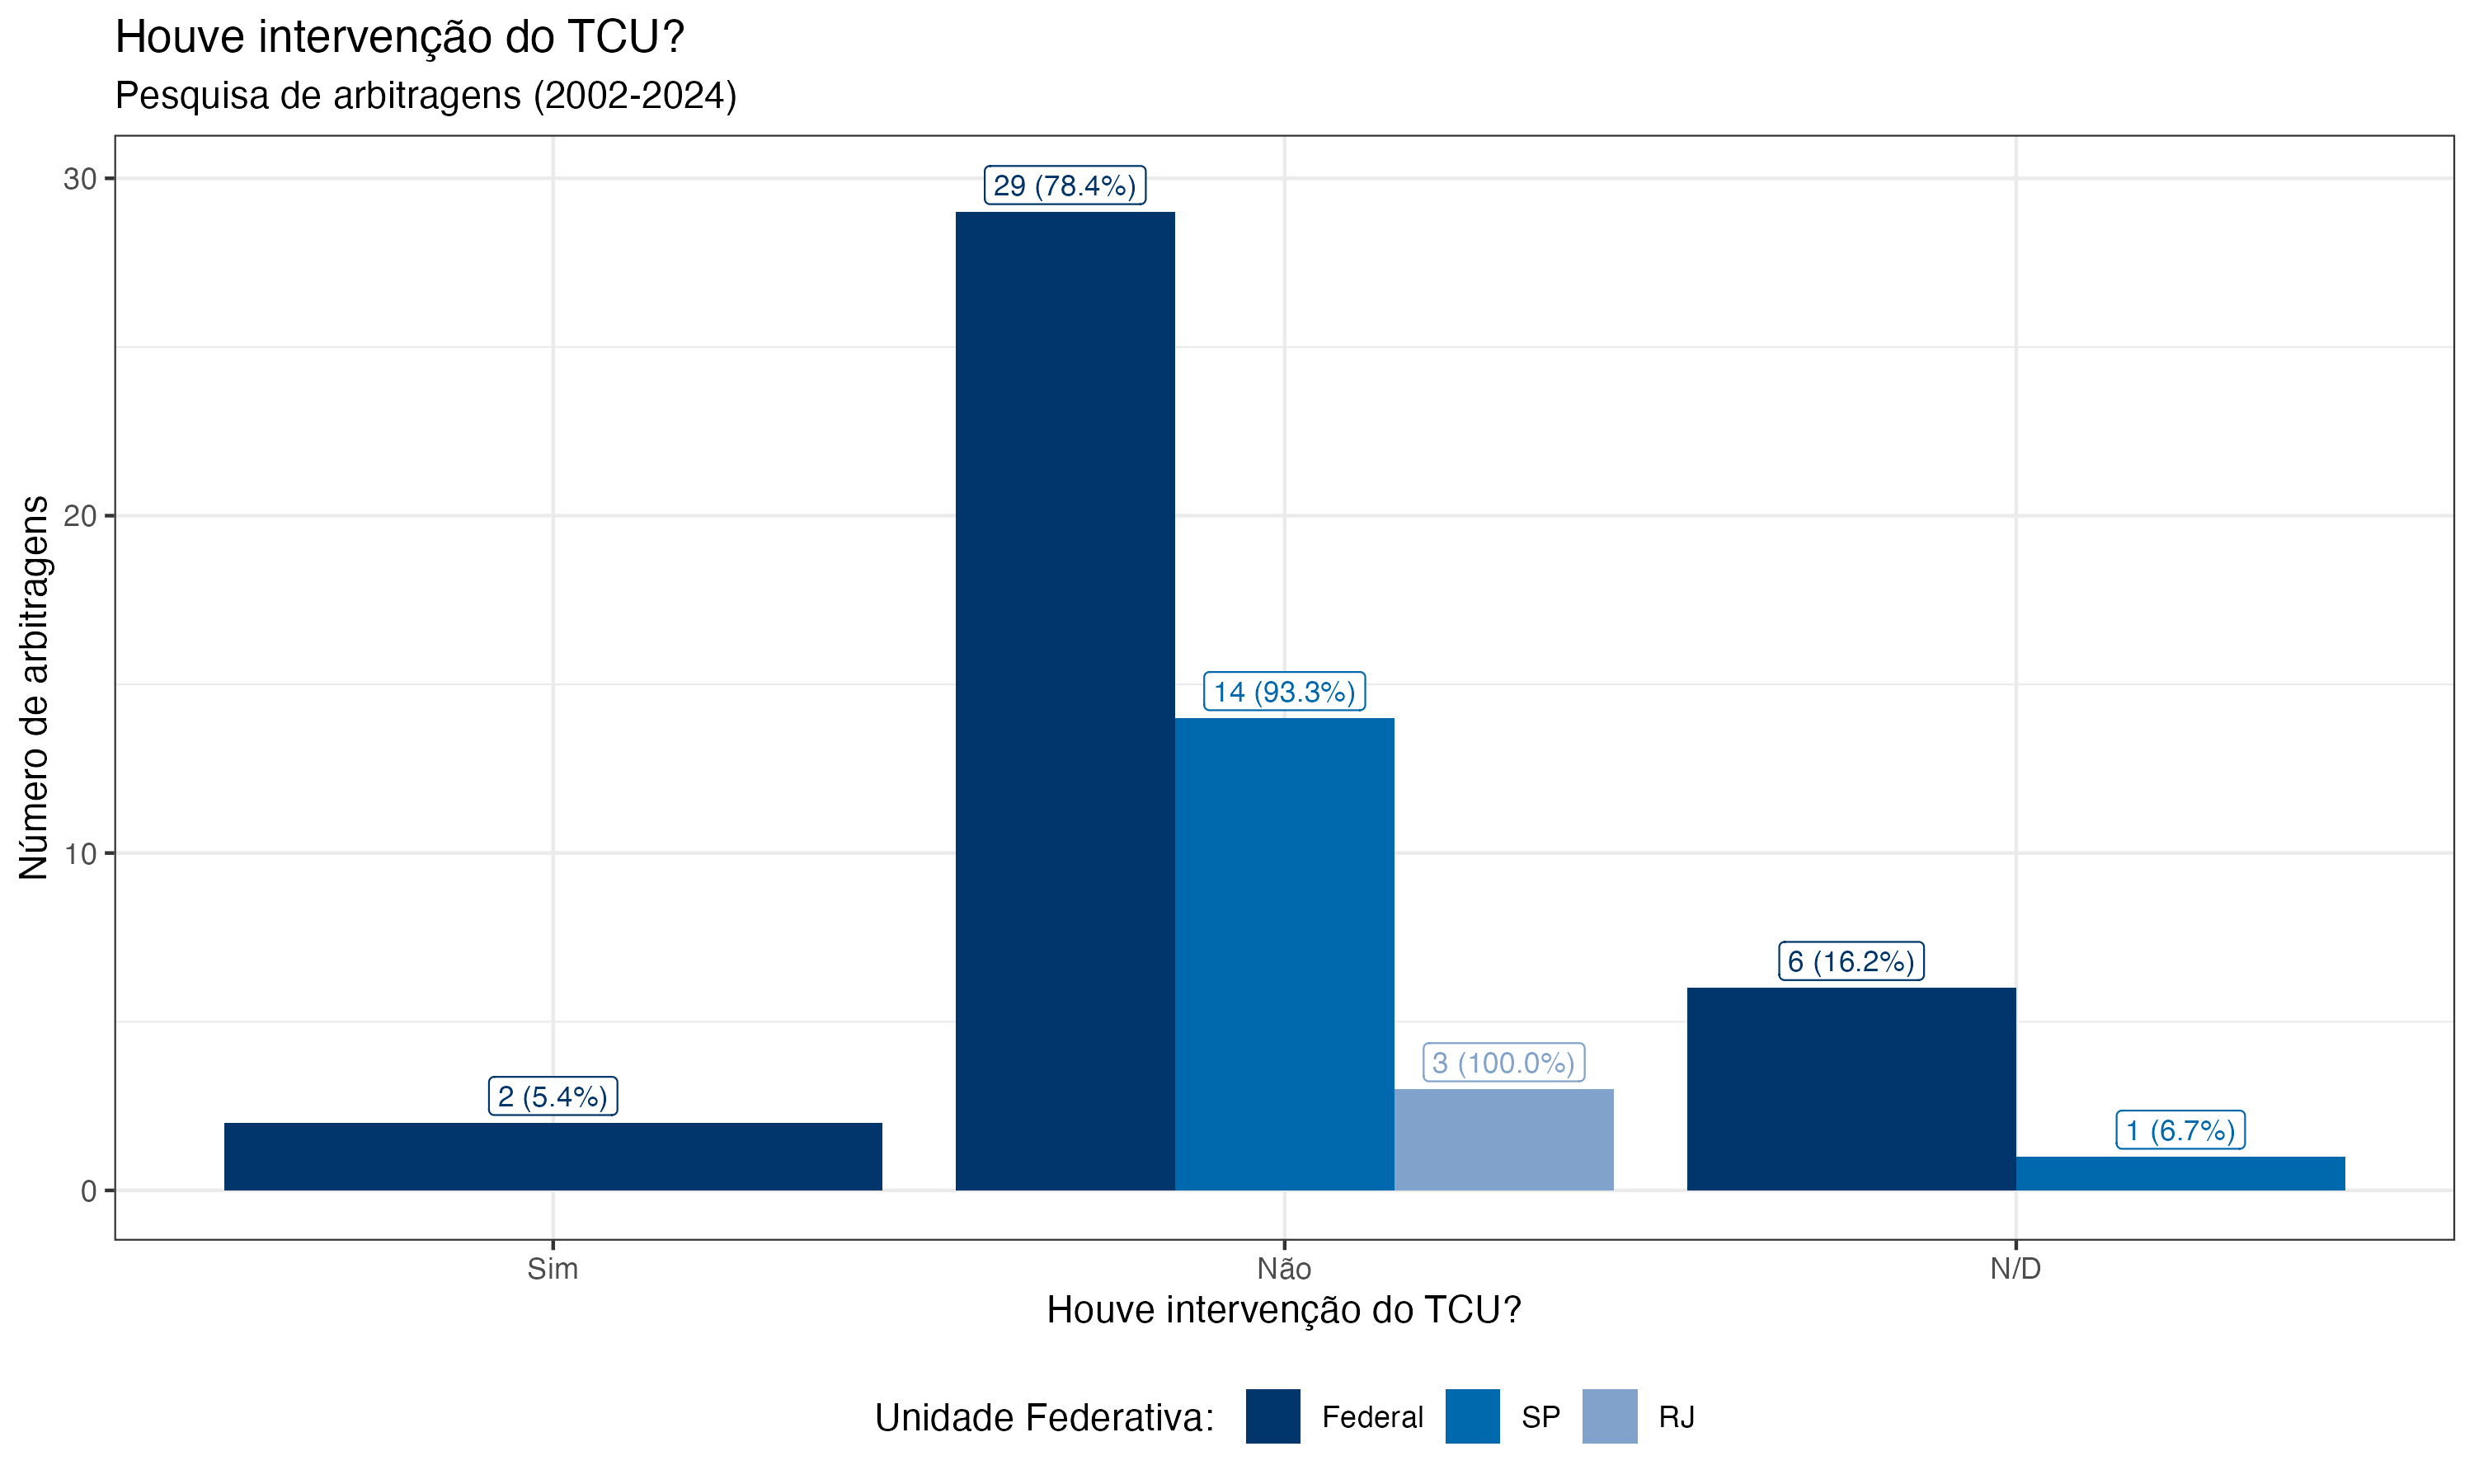 Houve intervenção do TCU?
Pesquisa de arbitragens (2002-2024)
Número de arbitragens
30
20
10
0
29 (78.4%)
14 (93.3%)
6 (16.2%)
3 (100.0%)
2 (5.4%)
1 (6.7%)
Sim
Não
N/D
Houve intervenção do TCU?
Unidade Federativa:
Federal
SP
RJ